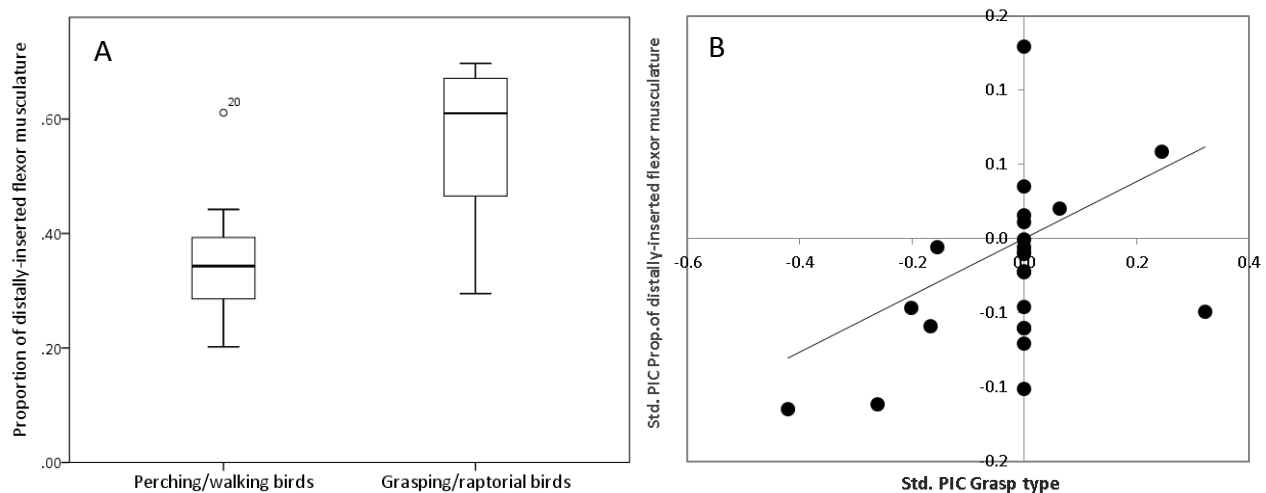 A
Proportion of distally-inserted flexor musculature
.60
.40
.20
.00
20
Perching/walking birds
Grasping/raptorial birds
B
Std. PIC Prop.of distally-inserted flexor musculature
0.2
0.1
0.1
0.0
-0.1
-0.1
-0.2
-0.6
-0.4
-0.2
0.0
0.2
0.4
Std. PIC Grasp type